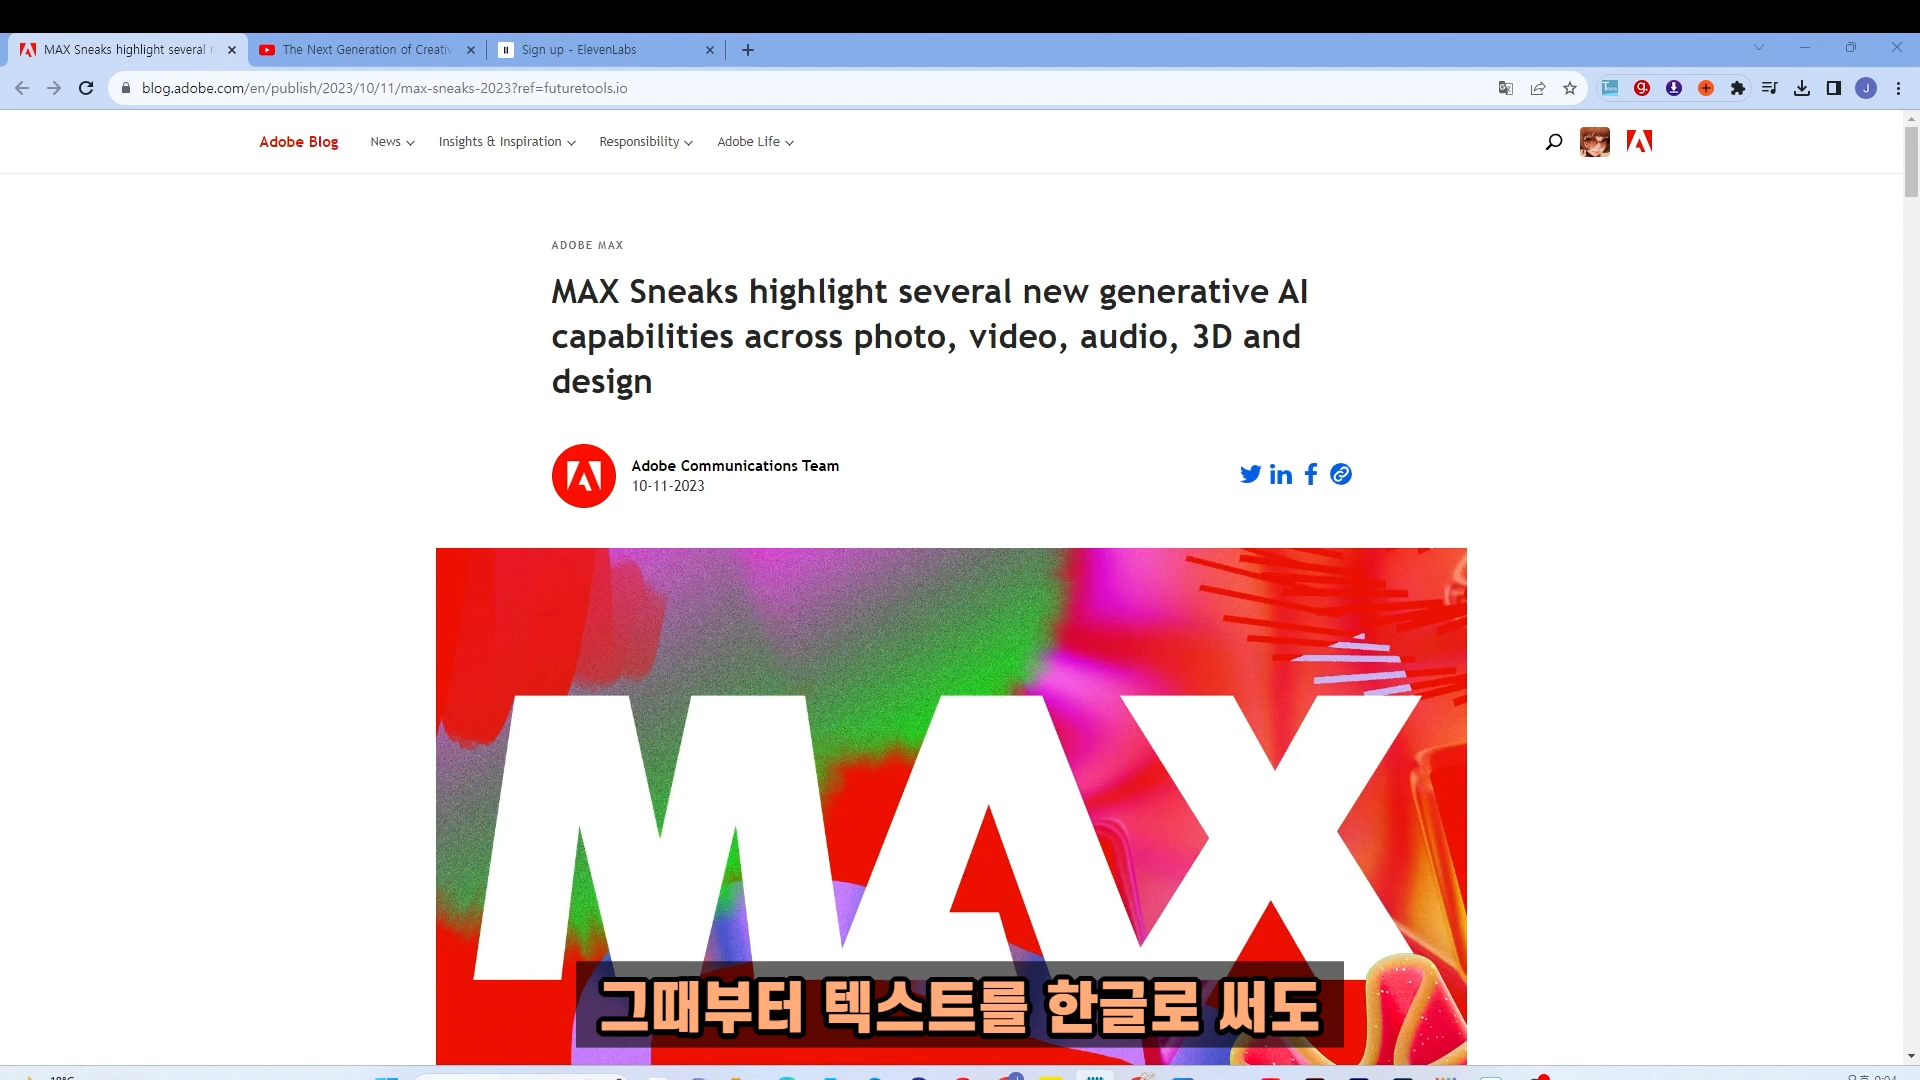 MAX Sneaks highlight several
The Next Generation of Creativ
Sign up - ElevenLabs
blog.adobe.com/en/publish/2023/10/11/max-sneaks-2023?ref=futuretools.io
J
Adobe Blog
News
Insights & Inspiration
Responsibility
Adobe Life
ADOBE MAX
MAX Sneaks highlight several new generative AI
capabilities across photo, video, audio, 3D and
design
Adobe Communications Team
10-11-2023
MAX
그때부터 텍스트를 한글로 써도